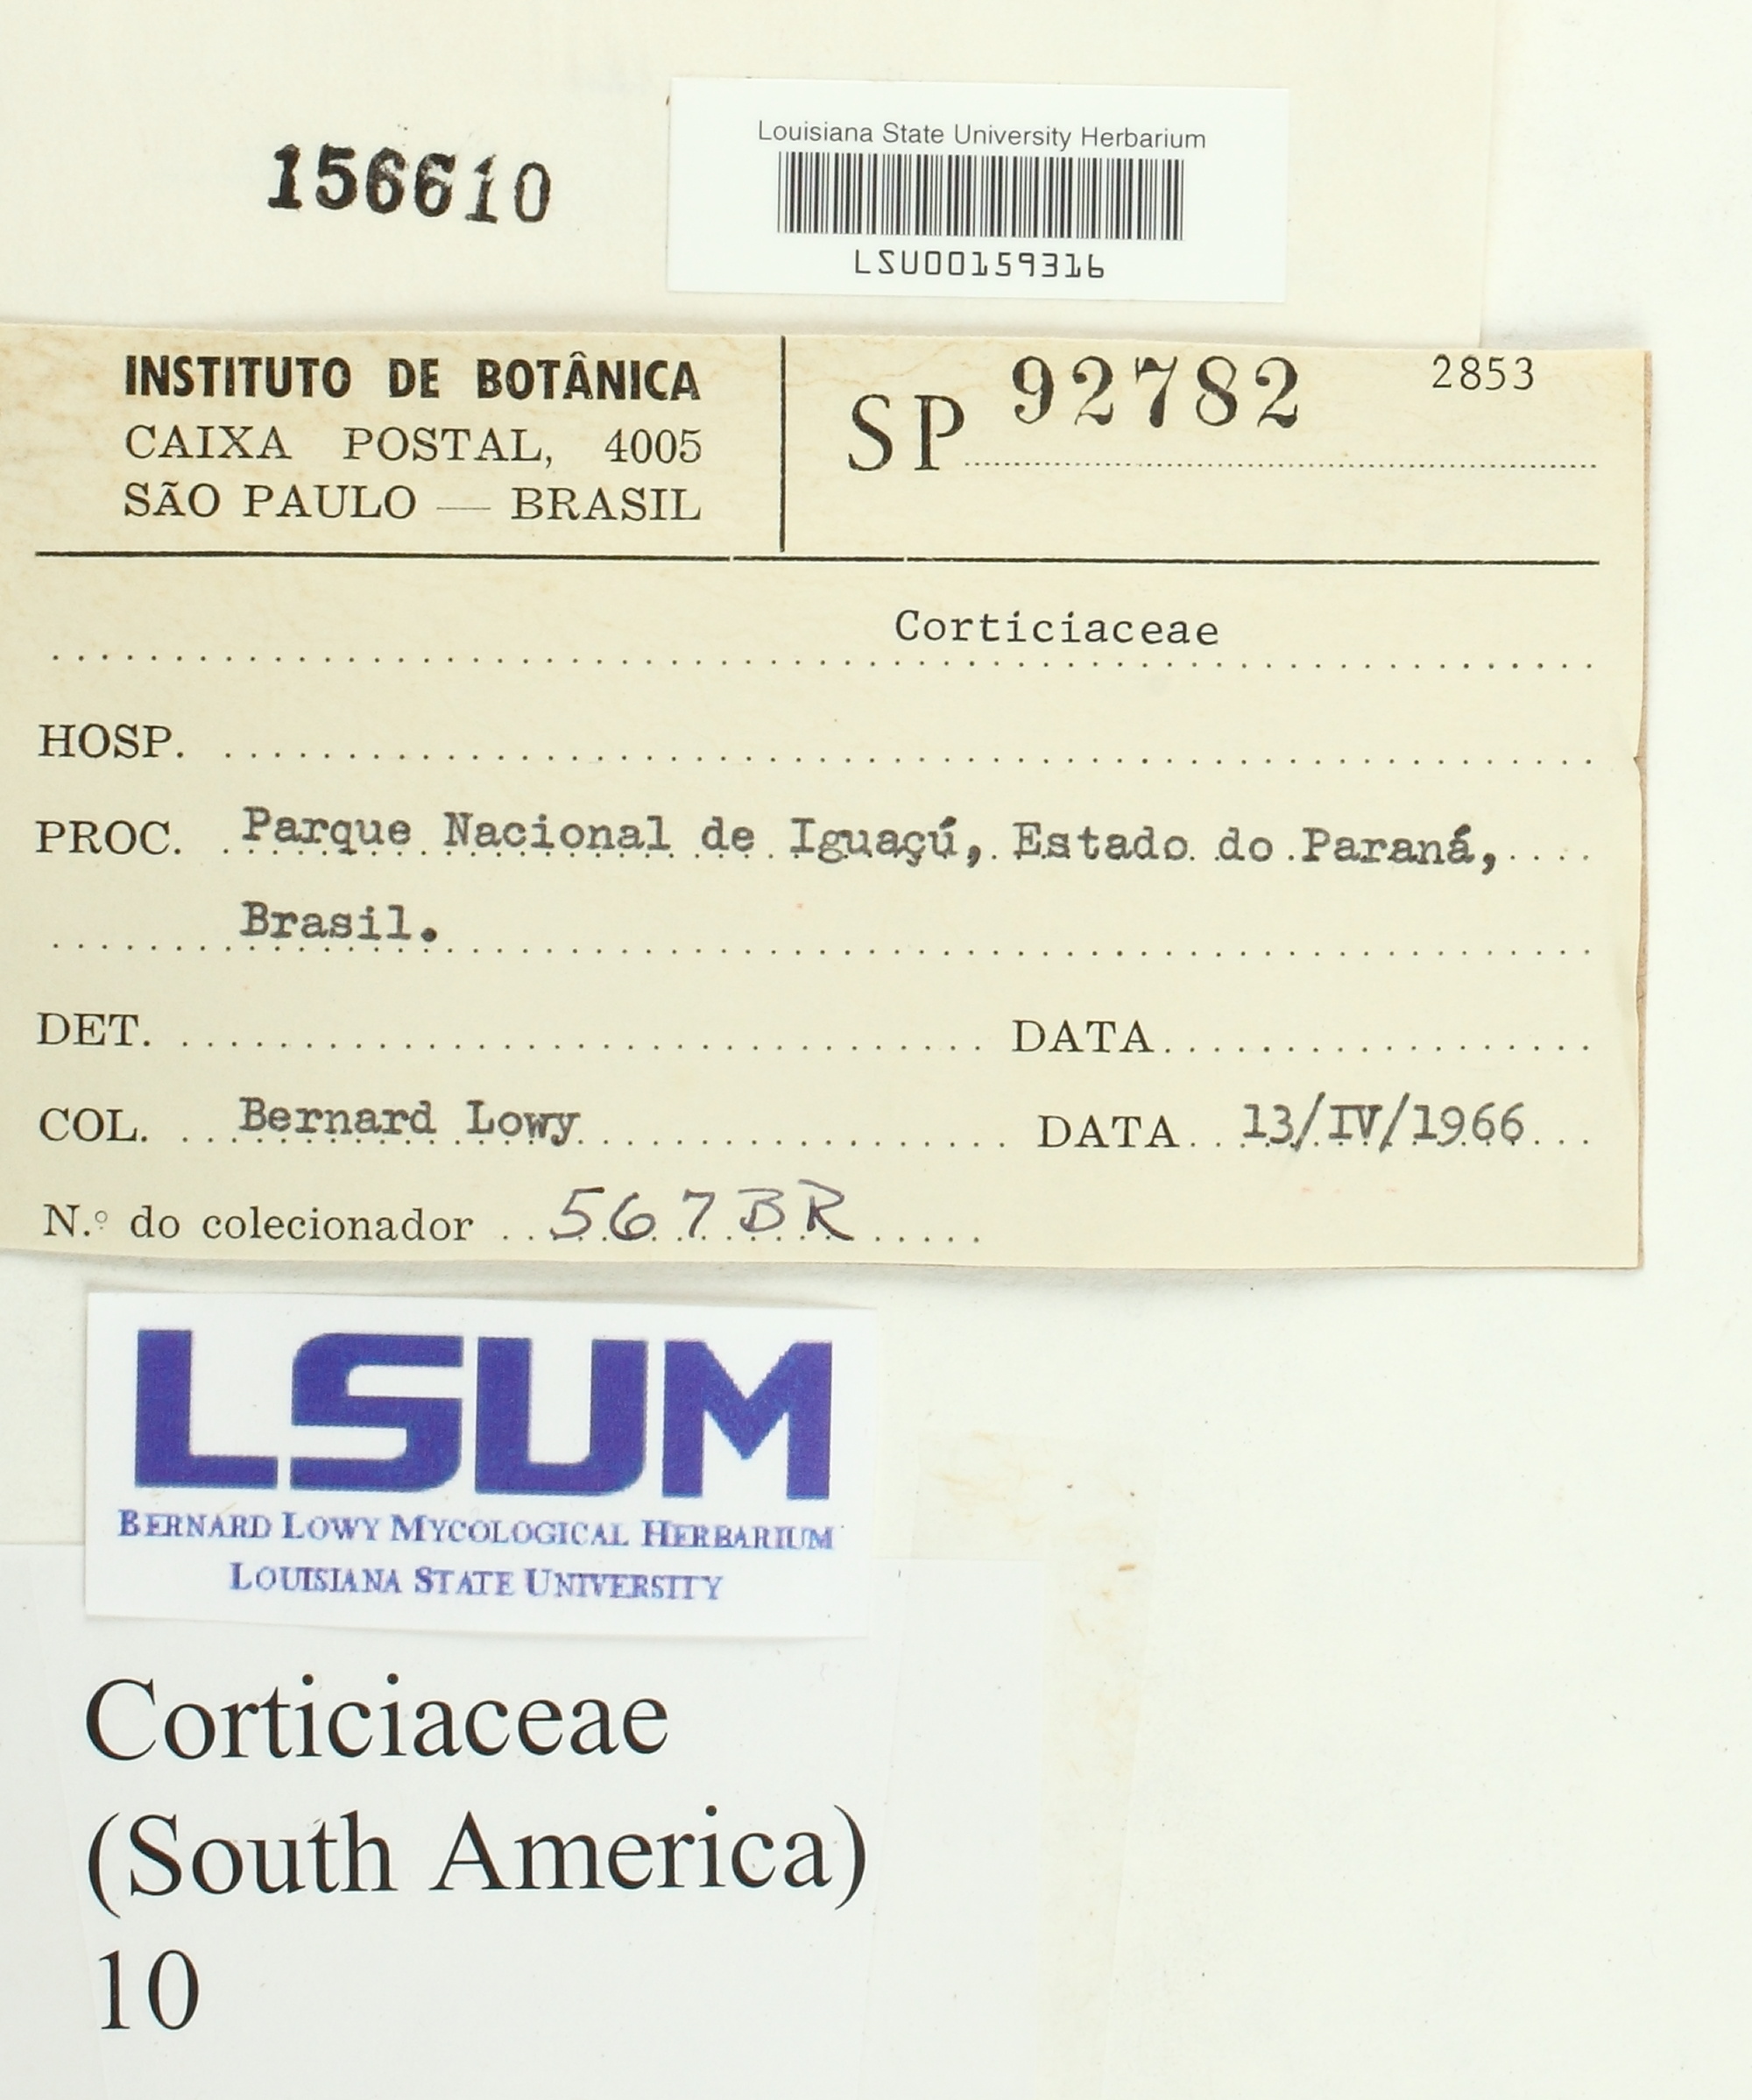 156610
Louisiana State University Herbarium
LSU00159316
INSTITUTO DE BOTÂNICA
CAIXA POSTAL, 4005
SÃO PAULO — BRASIL
SP 92782
2853
Corticiaceae
HOSP.
PROC. Parque Nacional de Iguaçú, Estado do Paraná,
Brasil.
DET. DATA
COL. Bernard Lowy DATA 13/IV/1966
N.º do colecionador 567BR
LSUM
BERNARD LOWY MYCOLOGICAL HERBARIUM
LOUISIANA STATE UNIVERSITY
Corticiaceae
(South America)
10